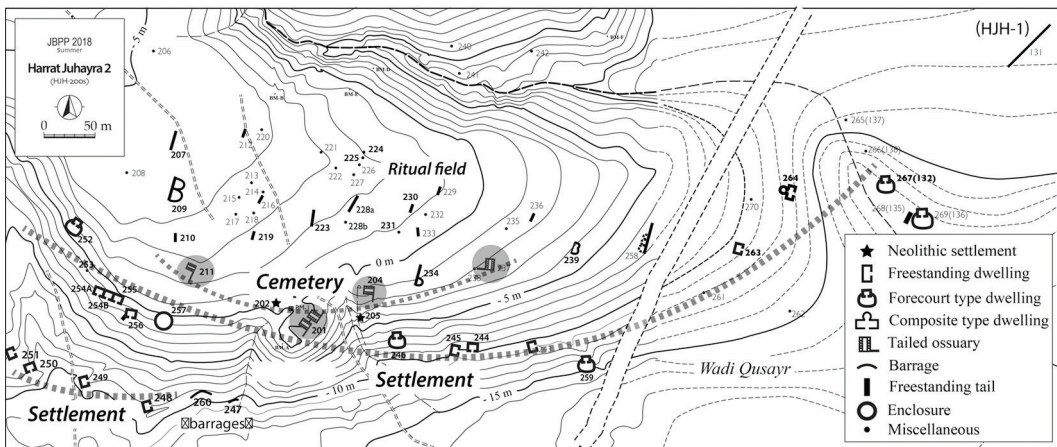 JBPP 2018
Summer
Harrat Juhayra 2
(HJH-2005)
0 50 m
(HJH-1)
131
-5 m
206
240
242
241
BM-B
BM-E
207
212
220
221
224
225
226
222
227
Ritual field
229
230
208
209
213
214
215
216
217
218
219
210
223
228a
228b
231
232
233
235
236
239
258
264
270
265(137)
266(138)
267(132)
268(135)
269(136)
263
261
262
252
253
254A
254B
255
256
257
211
0 m
Cemetery
202
204
205
201
234
-5 m
246
245
244
259
-10 m
-15 m
251
250
249
248
260
247
Settlement
Settlement
barrages
Wadi Qusayr
Neolithic settlement
Freestanding dwelling
Forecourt type dwelling
Composite type dwelling
Tailed ossuary
Barrage
Freestanding tail
Enclosure
Miscellaneous